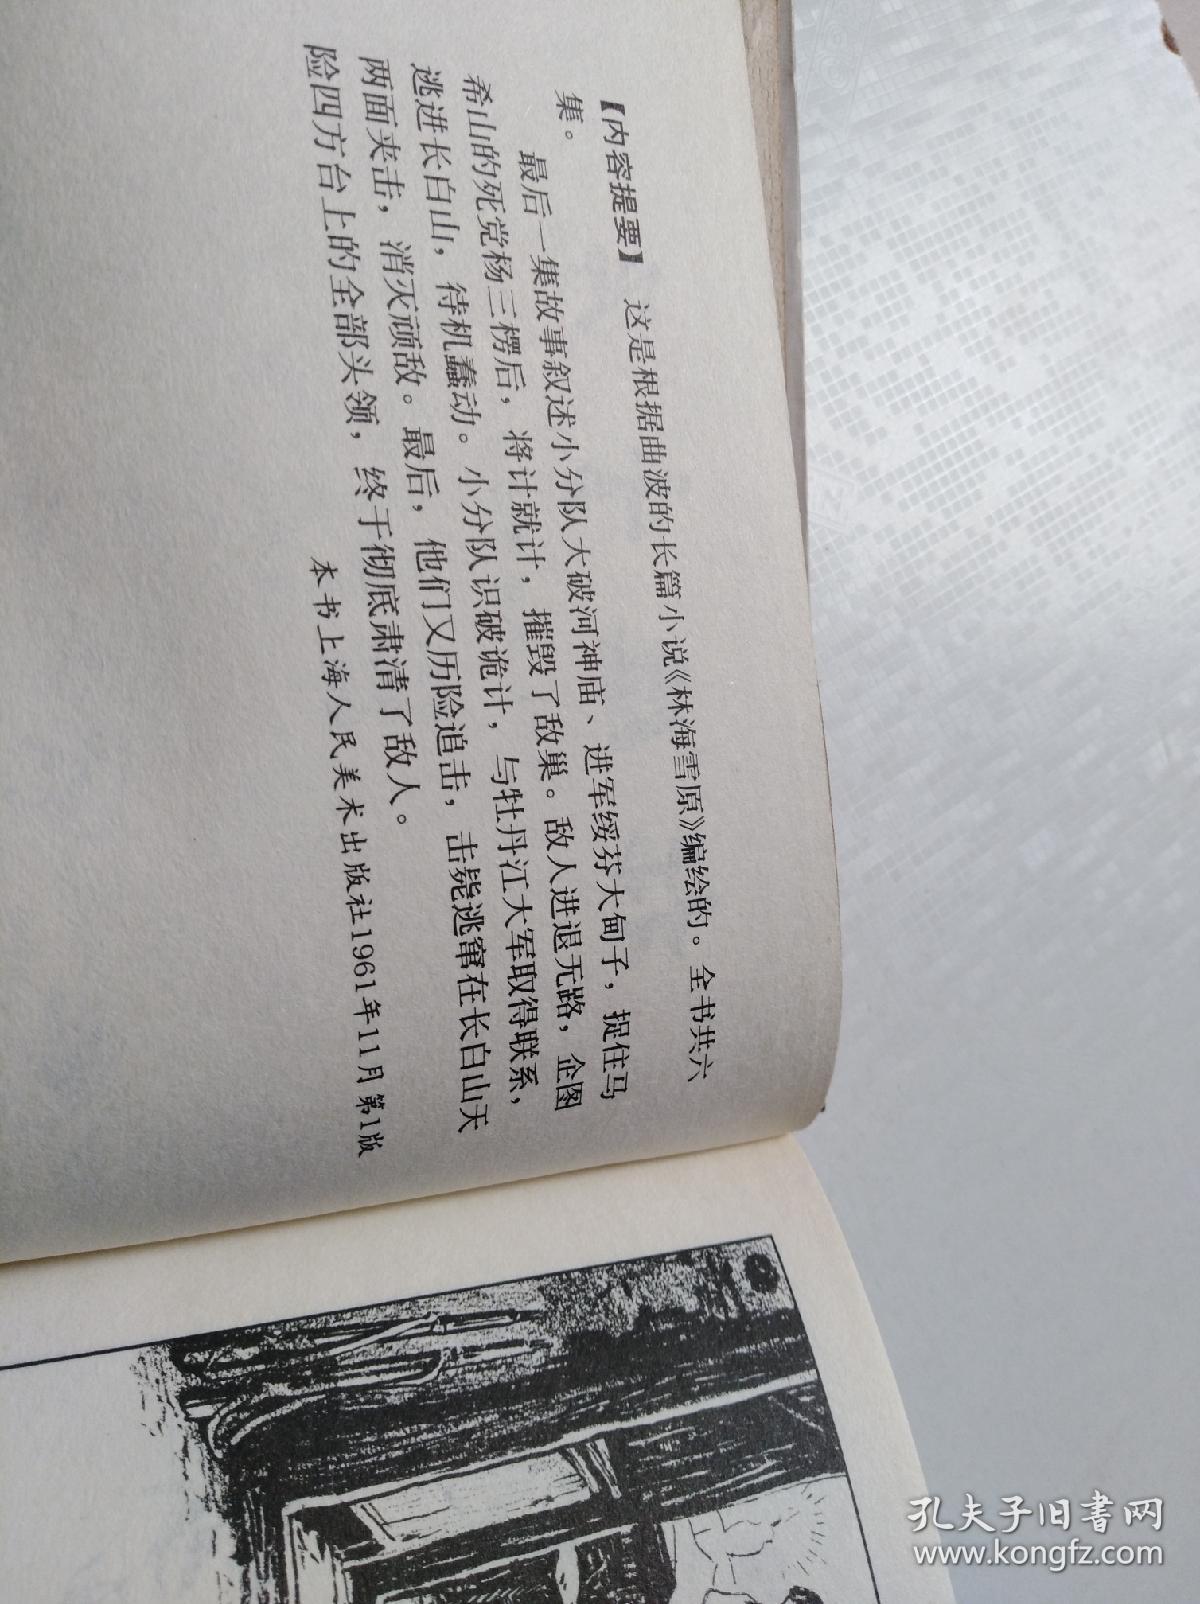 【内容提要】 这是根据曲波的长篇小说《林海雪原》编绘的。全书共六
集。
最后一集故事叙述小分队大破河神庙、进军绥芬大甸子，捉住马
希山的死党杨三楞后，将计就计，摧毁了敌巢。敌人进退无路，企图
逃进长白山，待机蠢动。小分队识破诡计，与牡丹江大军取得联系，
两面夹击，消灭顽敌。最后，他们又历险追击，击毙逃窜在长白山天
险四方台上的全部头领，终于彻底肃清了敌人。
本书上海人民美术出版社1961年11月第1版
孔夫子旧书网
www.kongfz.com